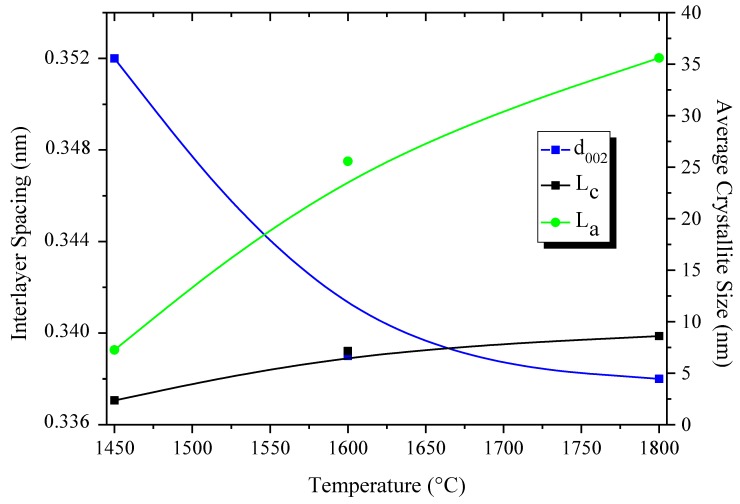 0.352
0.348
0.344
0.340
0.336
Interlayer Spacing (nm)
40
35
30
25
20
15
10
5
0
Average Crystallite Size (nm)
d002
Lc
La
1450 1500 1550 1600 1650 1700 1750 1800
Temperature (°C)